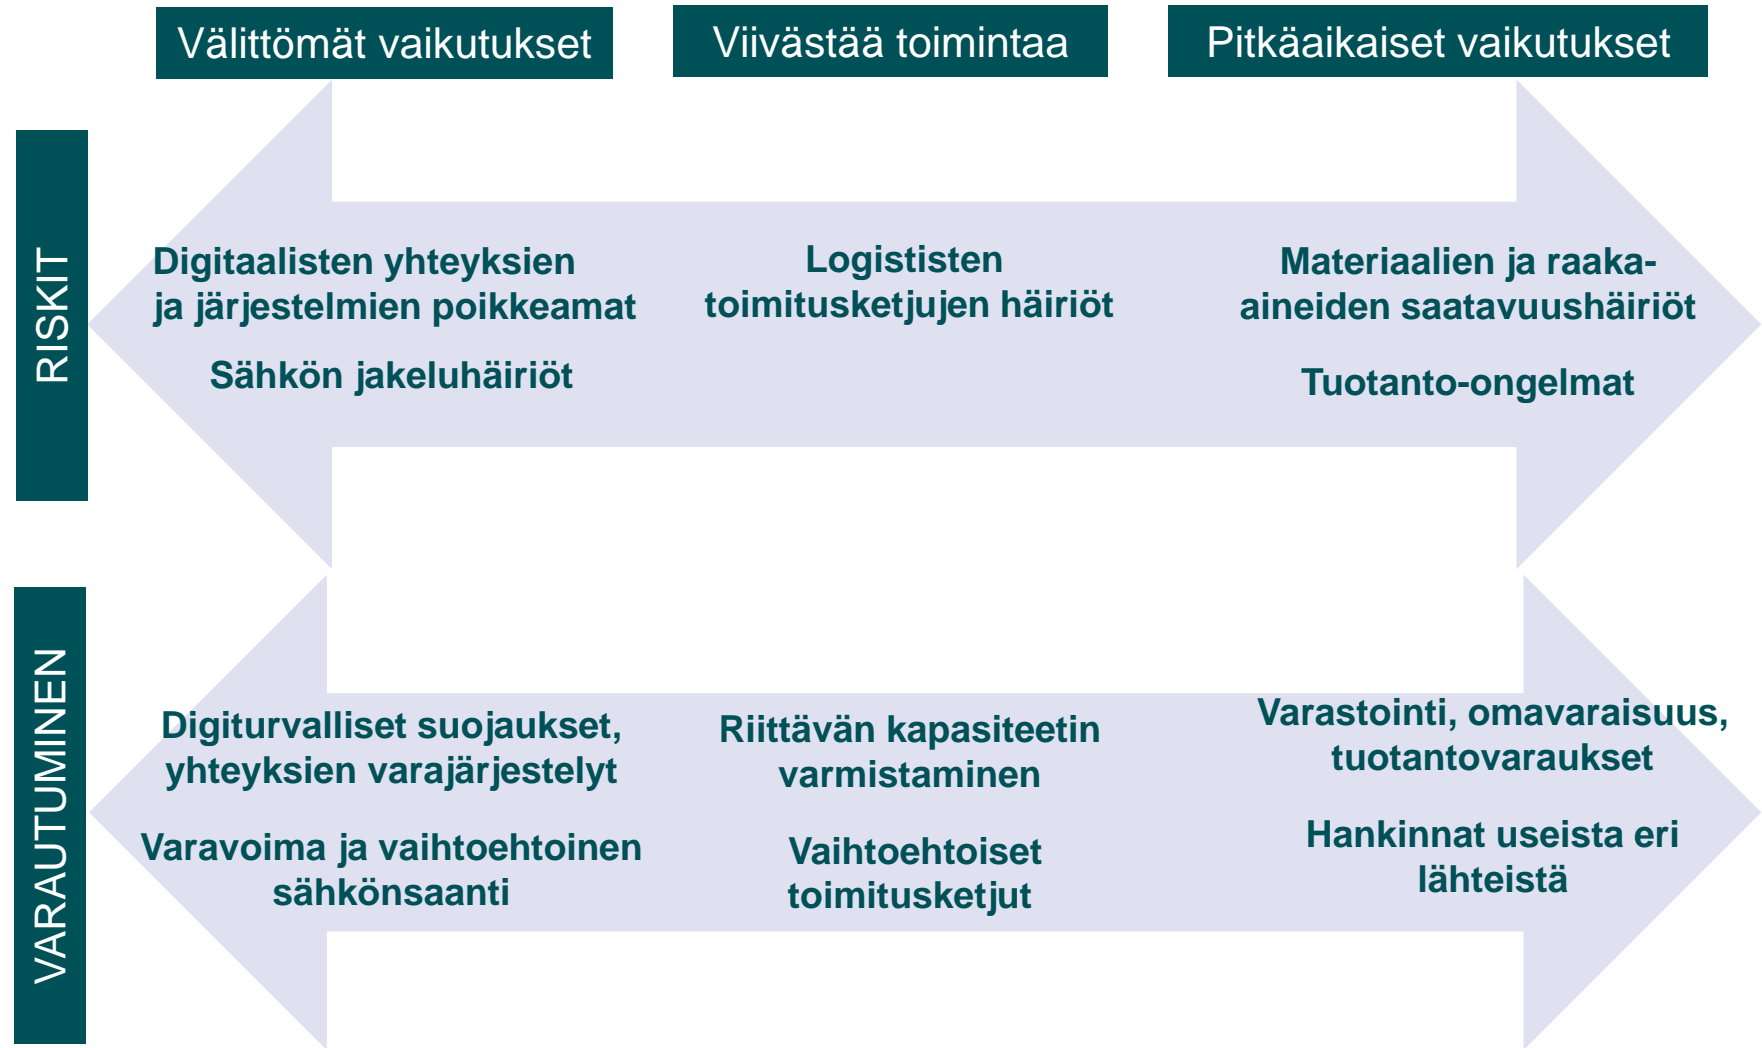 Välittömät vaikutukset
Viivästää toimintaa
Pitkäaikaiset vaikutukset
RISKIT
Digitaalisten yhteyksien
ja järjestelmien poikkeamat
Sähkön jakeluhäiriöt
Logististen
toimitusketjujen häiriöt
Materiaalien ja raaka-
aineiden saatavuushäiriöt
Tuotanto-ongelmat
VARAUTUMINEN
Digiturvalliset suojaukset,
yhteyksien varajärjestelyt
Varavoima ja vaihtoehtoinen
sähkönsaanti
Riittävän kapasiteetin
varmistaminen
Vaihtoehtoiset
toimitusketjut
Varastointi, omavaraisuus,
tuotantovaraukset
Hankinnat useista eri
lähteistä